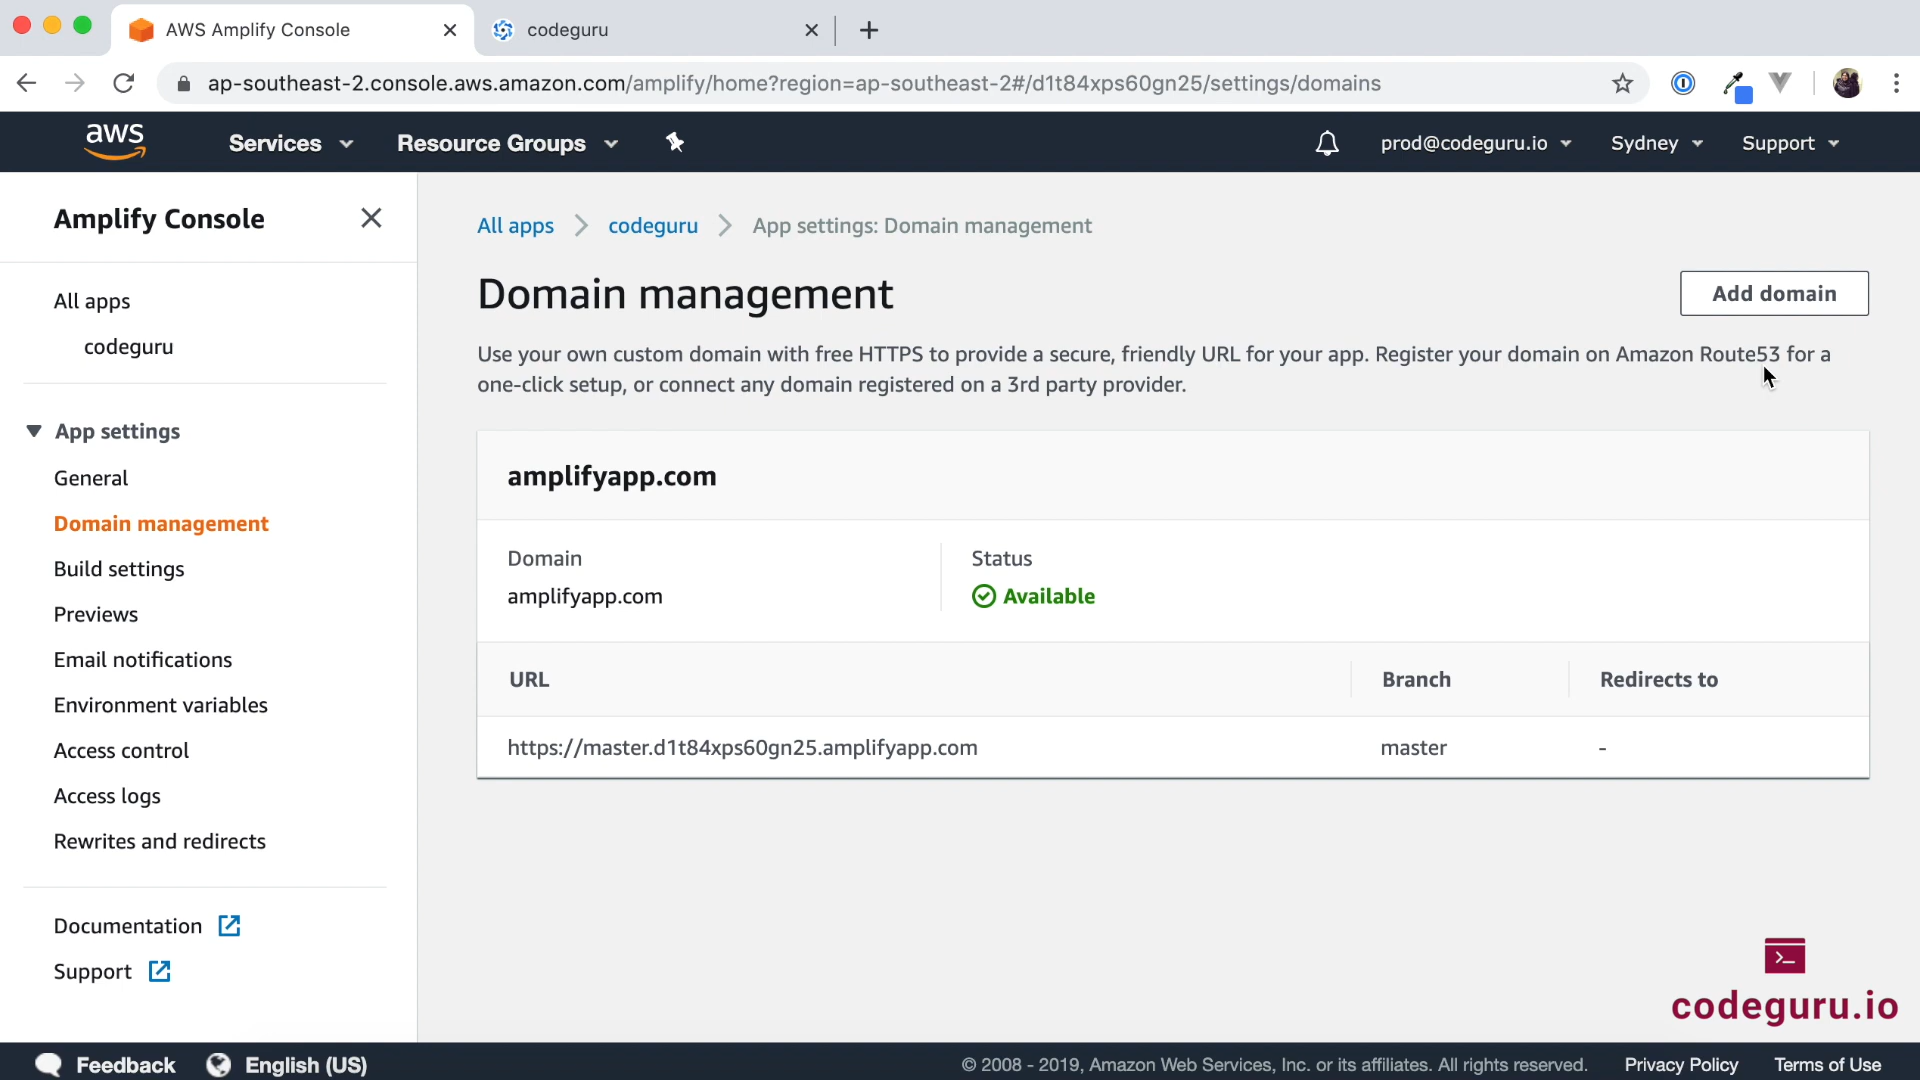 AWS Amplify Console
codeguru
ap-southeast-2.console.aws.amazon.com/amplify/home?region=ap-southeast-2#/d1t84xps60gn25/settings/domains
aws
Services
Resource Groups
prod@codeguru.io
Sydney
Support
Amplify Console
All apps
codeguru
App settings
General
Domain management
Build settings
Previews
Email notifications
Environment variables
Access control
Access logs
Rewrites and redirects
Documentation
Support
All apps
codeguru
App settings: Domain management
Domain management
Add domain
Use your own custom domain with free HTTPS to provide a secure, friendly URL for your app. Register your domain on Amazon Route53 for a
one-click setup, or connect any domain registered on a 3rd party provider.
amplifyapp.com
Domain
amplifyapp.com
Status
Available
URL
Branch
Redirects to
https://master.d1t84xps60gn25.amplifyapp.com
master
-
codeguru.io
Feedback
English (US)
© 2008 - 2019, Amazon Web Services, Inc. or its affiliates. All rights reserved.
Privacy Policy
Terms of Use